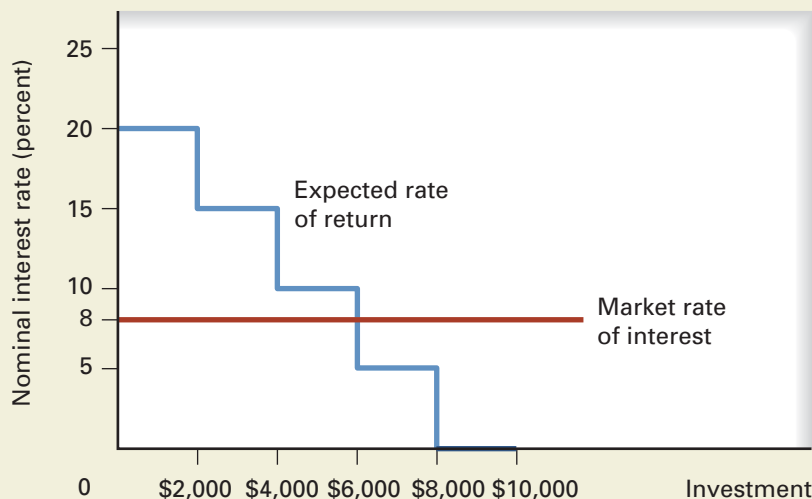 Nominal interest rate (percent)
25
20
15
10
8
5
0
Expected rate
of return
Market rate
of interest
$2,000 $4,000 $6,000 $8,000 $10,000
Investment